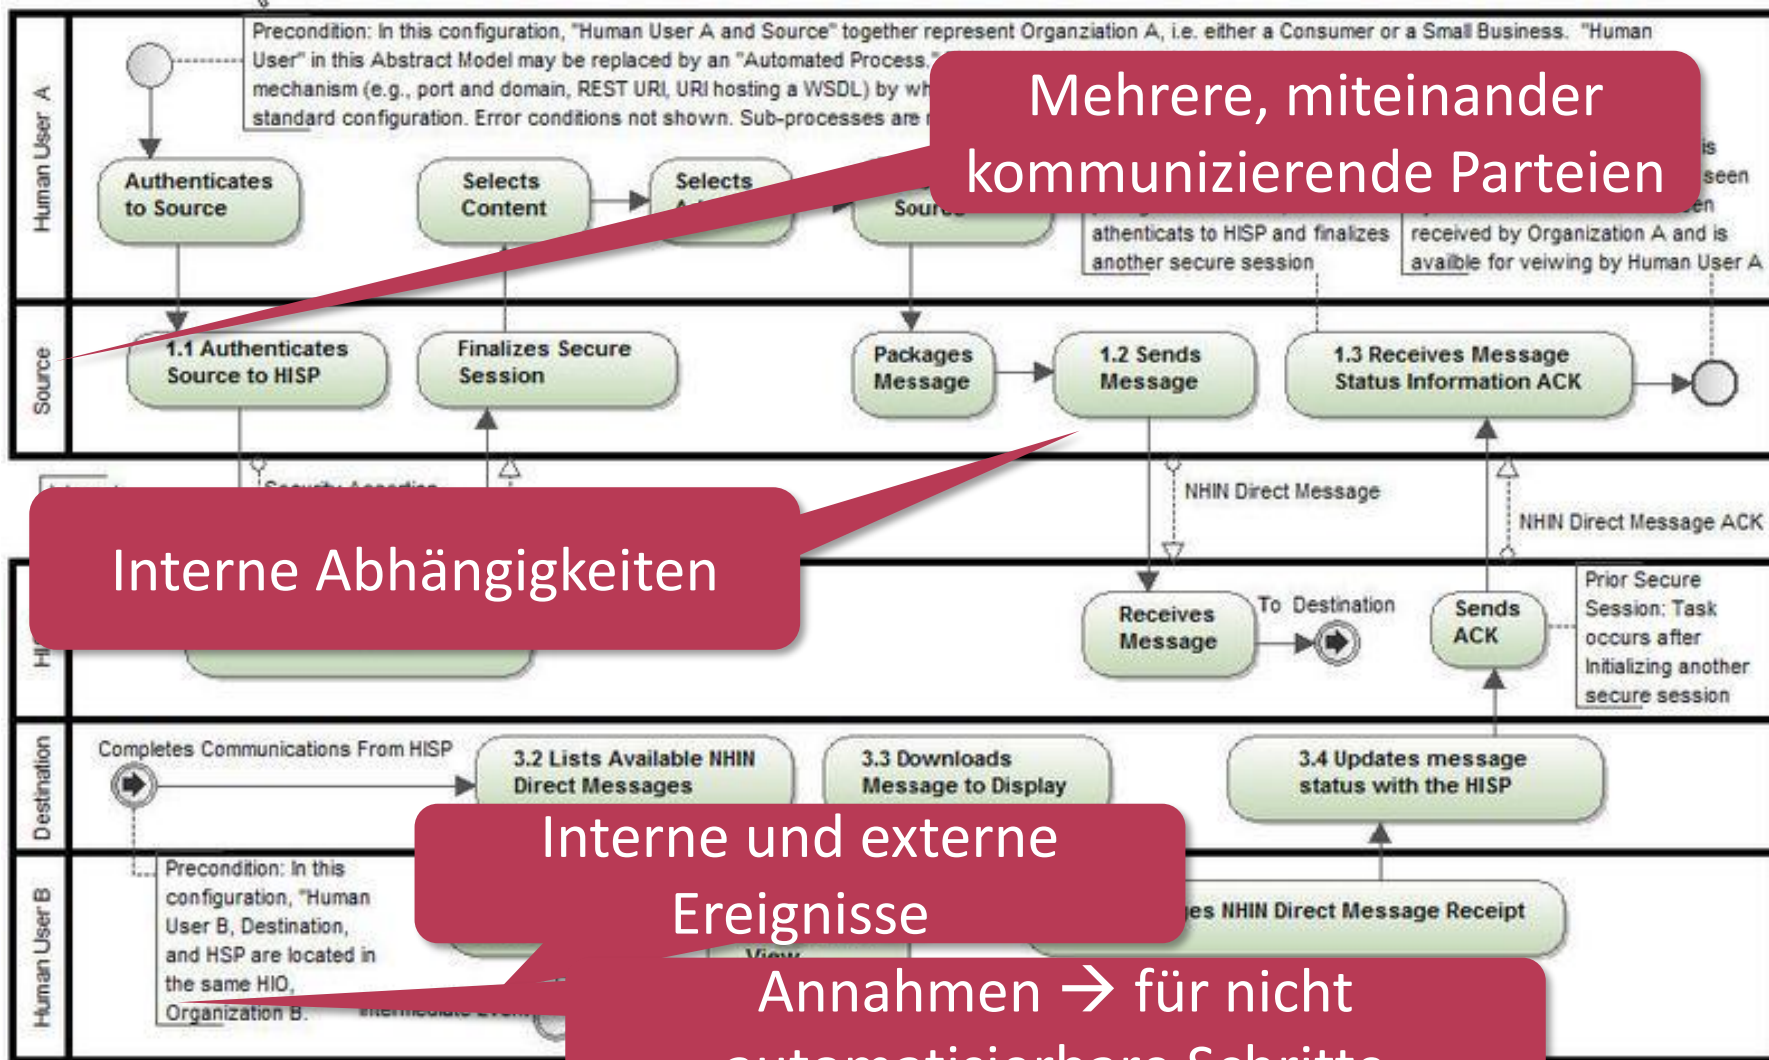 Precondition: In this configuration, "Human User A and Source" together represent Organziation A, i.e. either a Consumer or a Small Business. "Human
User" in this Abstract Model may be replaced by an "Automated Process."
mechanism (e.g., port and domain, REST URI, URI hosting a WSDL) by
standard configuration. Error conditions not shown. Sub-processes are
Mehrere, miteinander
kommunizierende Parteien
Human User A
Authenticates
to Source
Selects
Content
Selects
Source
is
seen
athenticats to HISP and finalizes
another secure session
received by Organization A and is
availble for veiwing by Human User A
Source
1.1 Authenticates
Source to HISP
Finalizes Secure
Session
Packages
Message
1.2 Sends
Message
1.3 Receives Message
Status Information ACK
Security Assertion
NHIN Direct Message
NHIN Direct Message ACK
Interne Abhängigkeiten
Receives
Message
To Destination
Sends
ACK
Prior Secure
Session: Task
occurs after
Initializing another
secure session
Destination
Completes Communications From HISP
3.2 Lists Available NHIN
Direct Messages
3.3 Downloads
Message to Display
3.4 Updates message
status with the HISP
Interne und externe
Ereignisse
Human User B
Precondition: In this
configuration, "Human
User B, Destination,
and HSP are located in
the same HIO,
Organization B.
NHIN Direct Message Receipt
View
Annahmen → für nicht
automatisierbare Schritte